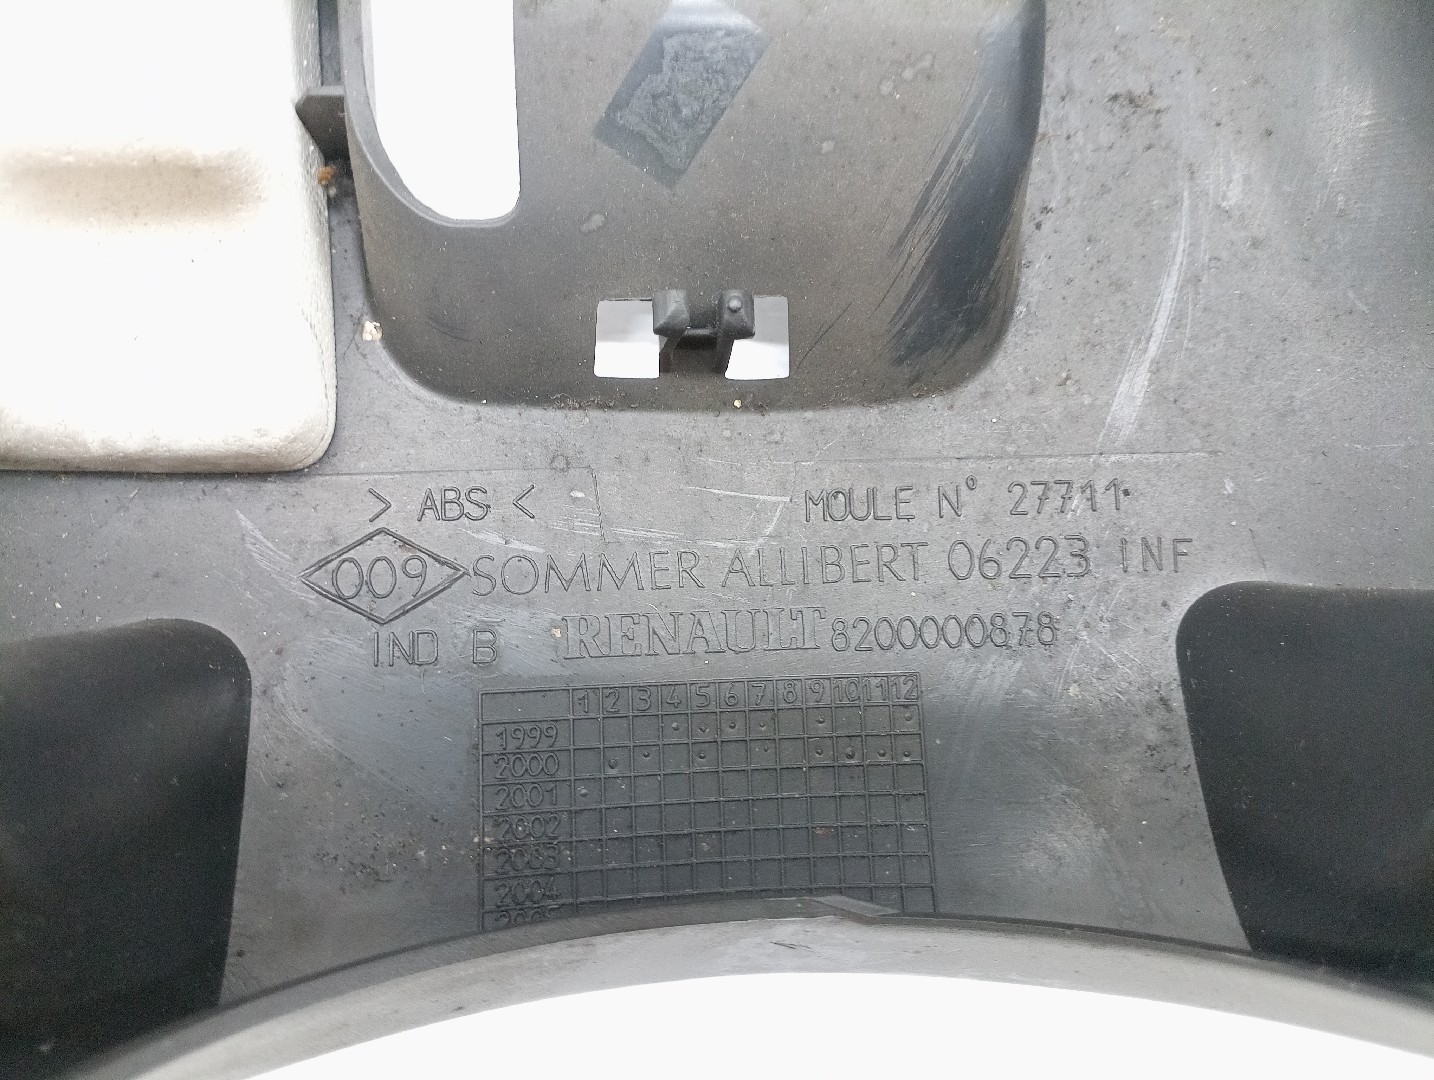 > ABS < MOULE N° 27711
009 SOMMER ALLIBERT 06223 INF
IND B RENAULT 8200000878
1 2 3 4 5 6 7 8 9 10 11 12
1999
2000
2001
2002
2003
2004
2005